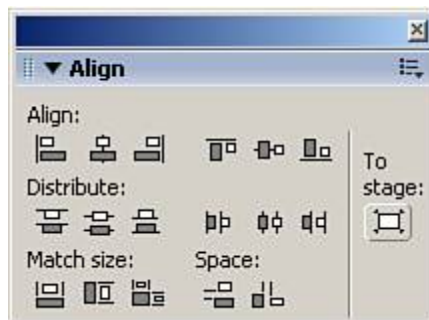 Align
Align:
To
stage:
Distribute:
Match size:
Space: